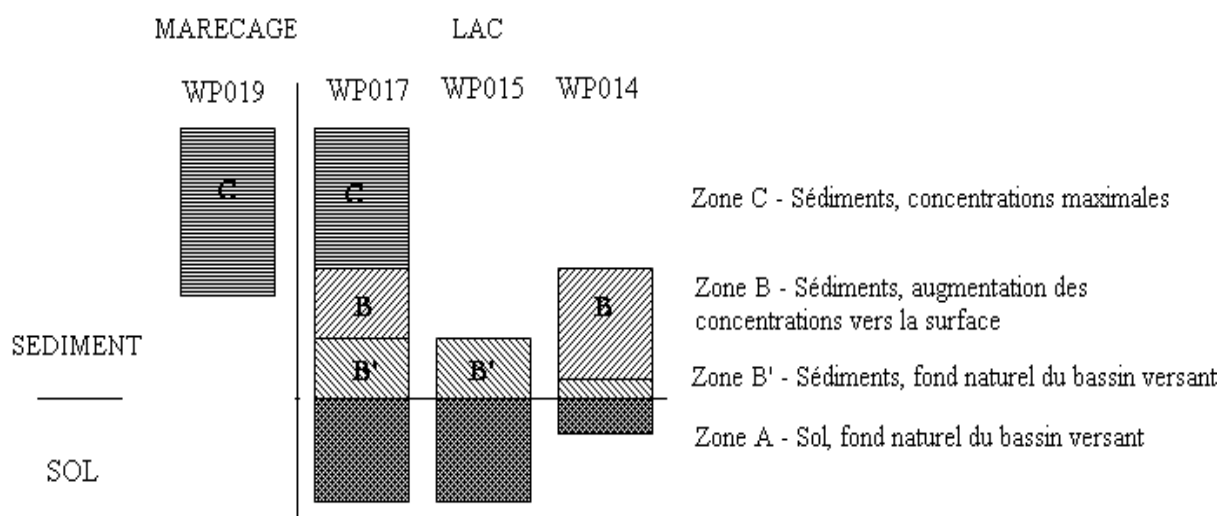 MARECAGE LAC
WP019 WP017 WP015 WP014
C C
Zone C - Sédiments, concentrations maximales
B B
Zone B - Sédiments, augmentation des
concentrations vers la surface
SEDIMENT
B' B'
Zone B' - Sédiments, fond naturel du bassin versant
Zone A - Sol, fond naturel du bassin versant
SOL